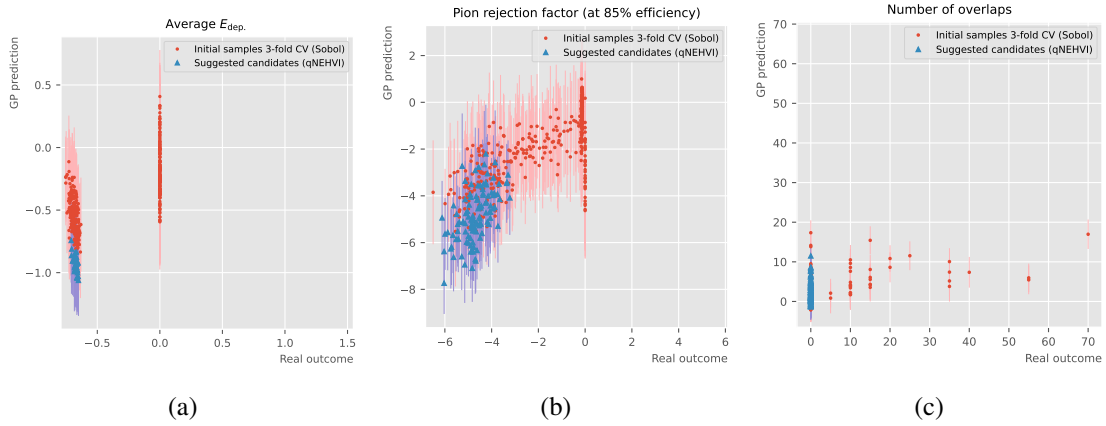 Average E_dep.
GP prediction
Initial samples 3-fold CV (Sobol)
Suggested candidates (qNEHVI)
0.5
0.0
−0.5
−1.0
−0.5 0.0 0.5 1.0 1.5
Real outcome
(a)
Pion rejection factor (at 85% efficiency)
GP prediction
Initial samples 3-fold CV (Sobol)
Suggested candidates (qNEHVI)
2
0
−2
−4
−6
−8
−6 −4 −2 0 2 4 6
Real outcome
(b)
Number of overlaps
GP prediction
Initial samples 3-fold CV (Sobol)
Suggested candidates (qNEHVI)
70
60
50
40
30
20
10
0
0 10 20 30 40 50 60 70
Real outcome
(c)